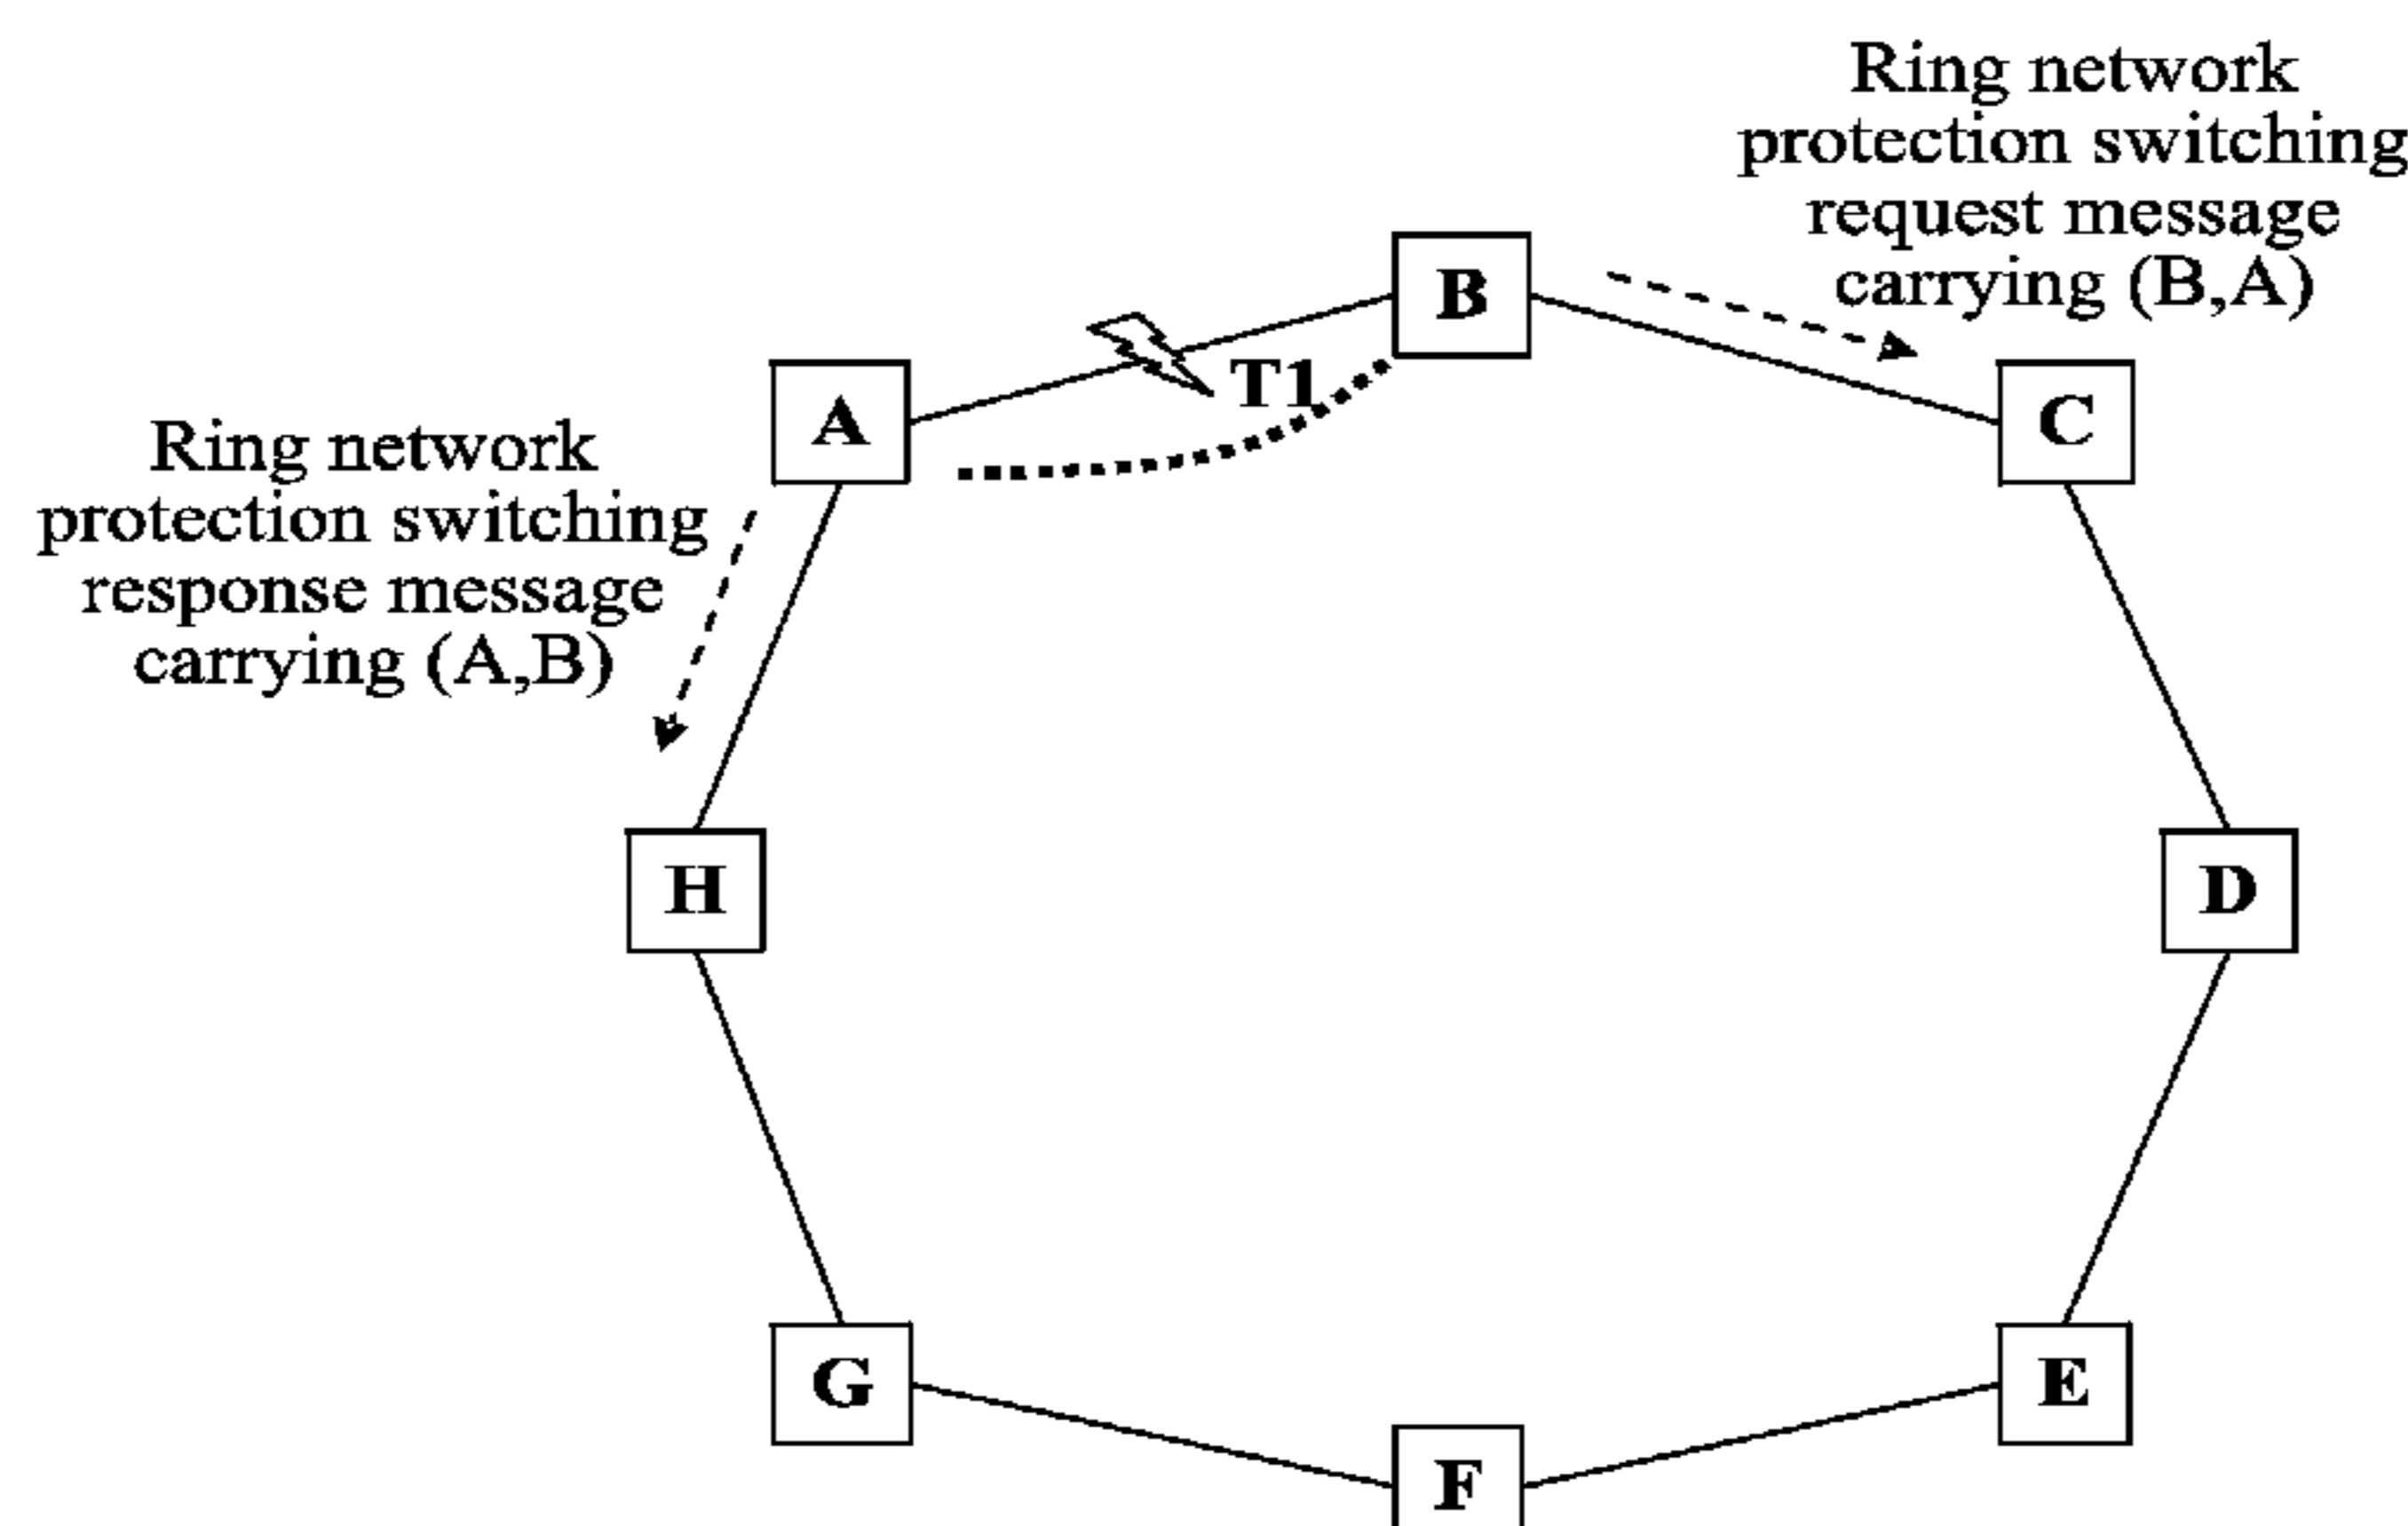 Ring network
protection switching
request message
carrying (B,A)
B
T1
A
C
Ring network
protection switching
response message
carrying (A,B)
H
D
G
E
F